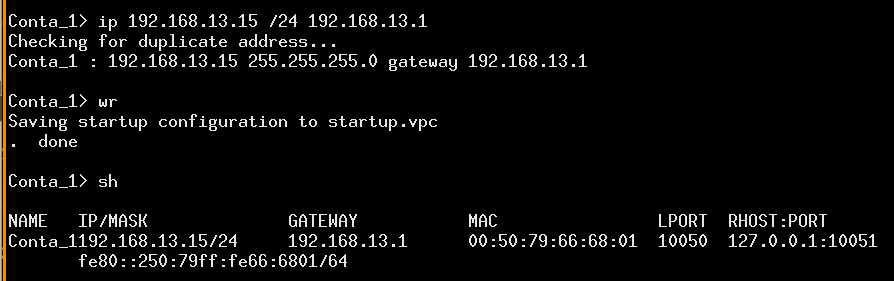 Conta_1> ip 192.168.13.15 /24 192.168.13.1
Checking for duplicate address...
Conta_1 : 192.168.13.15 255.255.255.0 gateway 192.168.13.1
Conta_1> wr
Saving startup configuration to startup.vpc
.  done
Conta_1> sh
NAME   IP/MASK              GATEWAY           MAC                LPORT  RHOST:PORT
Conta_1192.168.13.15/24     192.168.13.1      00:50:79:66:68:01  10050  127.0.0.1:10051
       fe80::250:79ff:fe66:6801/64